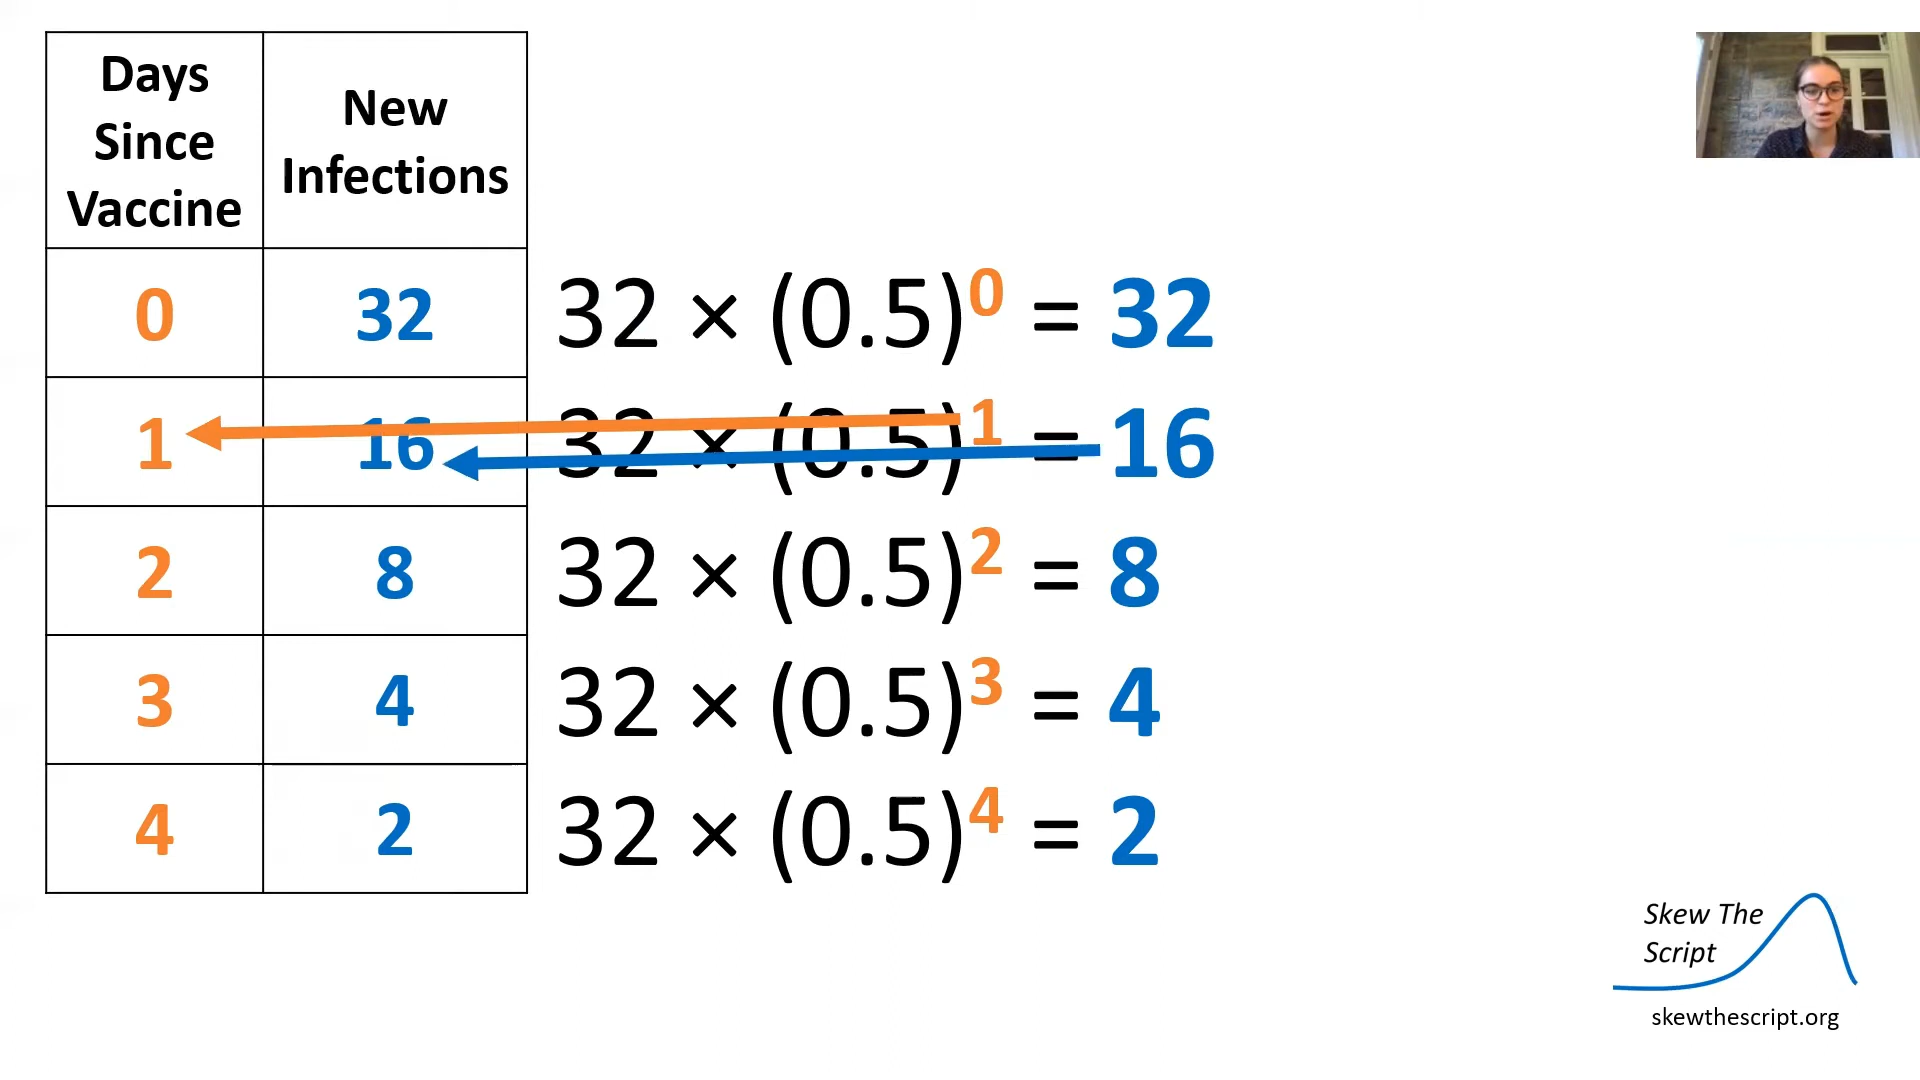 Days
Since
Vaccine
New
Infections
0 32 32 × (0.5)⁰ = 32
1 16 32 × (0.5)¹ = 16
2 8 32 × (0.5)² = 8
3 4 32 × (0.5)³ = 4
4 2 32 × (0.5)⁴ = 2
Skew The
Script
skewthescript.org